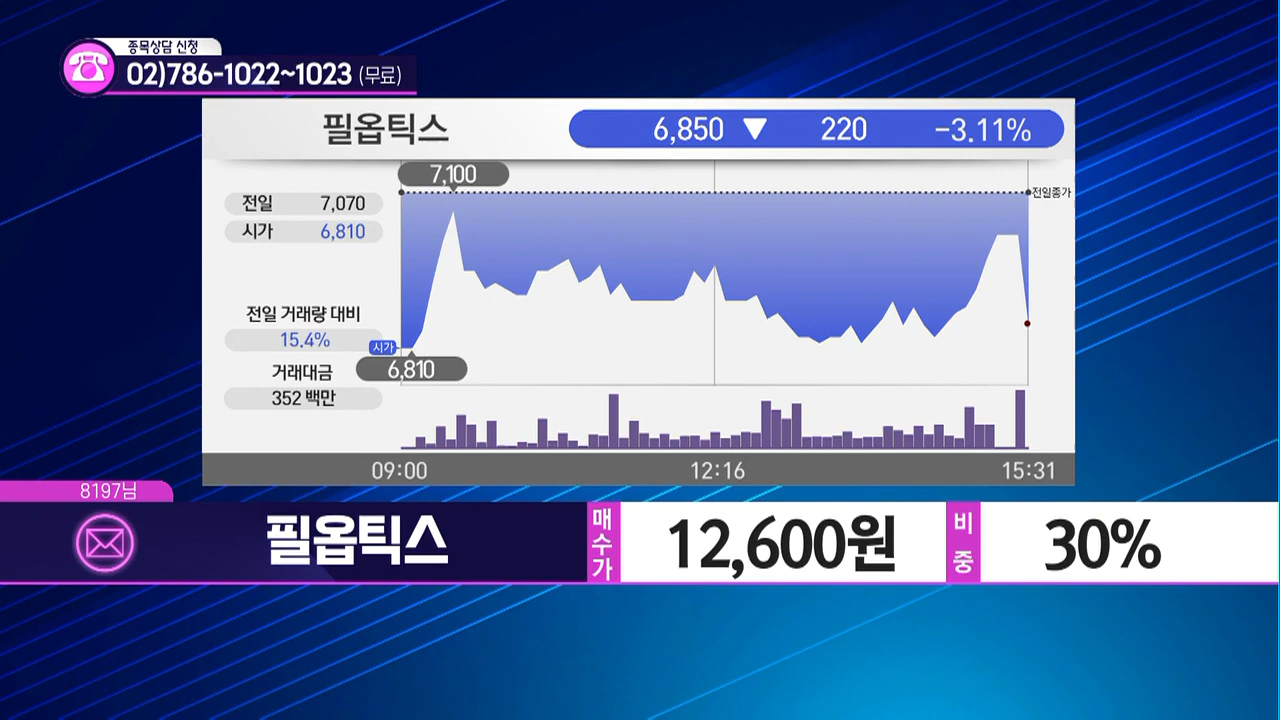 종목상담 신청
02)786-1022~1023 (무료)
필옵틱스 6,850 ▼ 220 -3.11%
7,100
전일종가
전일 7,070
시가 6,810
전일 거래량 대비
15.4%
시가
6,810
거래대금
352 백만
09:00 12:16 15:31
8197님
필옵틱스 매수가 12,600원 비중 30%